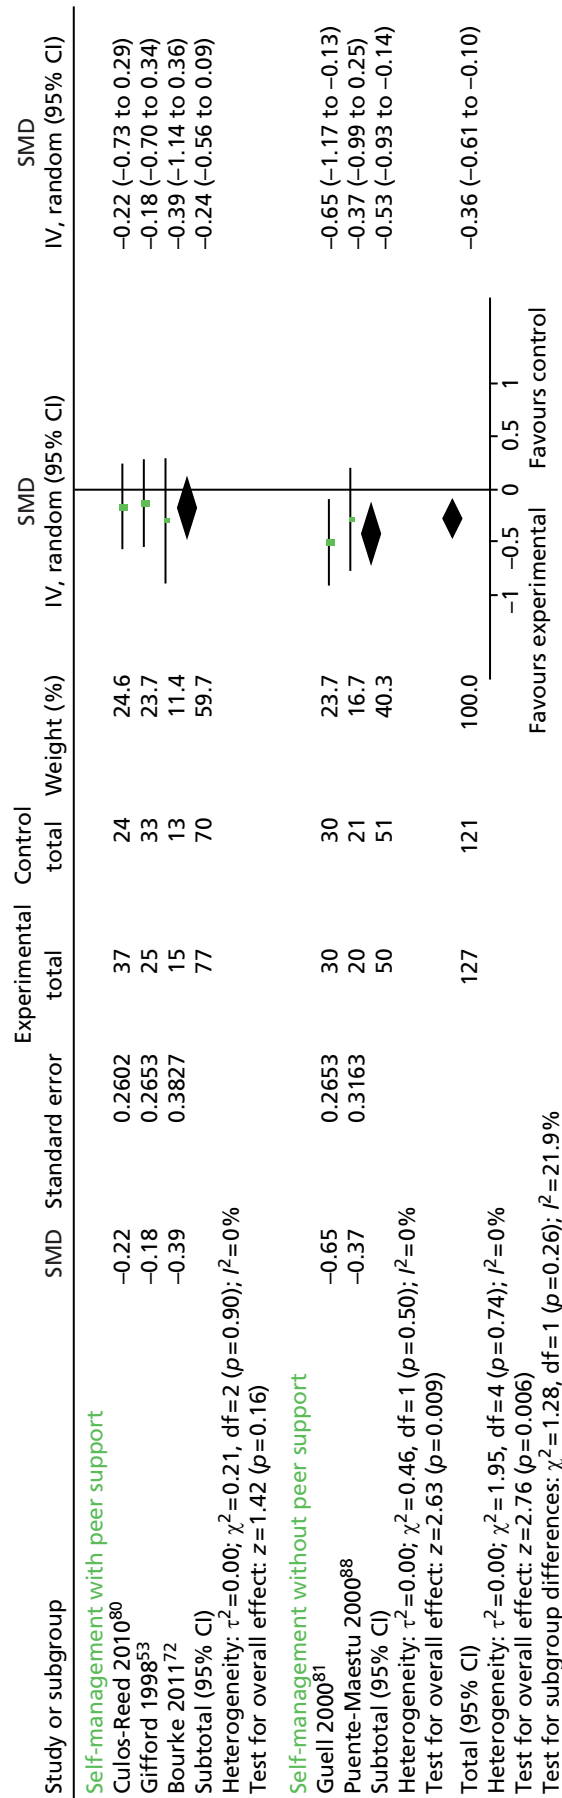 SMD SMD
Experimental Control
Study or subgroup SMD Standard error total total Weight (%) IV, random (95% CI) IV, random (95% CI)
Self-management with peer support
Culos-Reed 2010⁸⁰ −0.22 0.2602 37 24 24.6 −0.22 (−0.73 to 0.29)
Gifford 1998⁵³ −0.18 0.2653 25 33 23.7 −0.18 (−0.70 to 0.34)
Bourke 2011⁷² −0.39 0.3827 15 13 11.4 −0.39 (−1.14 to 0.36)
Subtotal (95% CI) 77 70 59.7 −0.24 (−0.56 to 0.09)
Heterogeneity: τ²=0.00; χ²=0.21, df=2 (p=0.90); I²=0%
Test for overall effect: z=1.42 (p=0.16)
Self-management without peer support
Guell 2000⁸¹ −0.65 0.2653 30 30 23.7 −0.65 (−1.17 to −0.13)
Puente-Maestu 2000⁸⁸ −0.37 0.3163 20 21 16.7 −0.37 (−0.99 to 0.25)
Subtotal (95% CI) 50 51 40.3 −0.53 (−0.93 to −0.14)
Heterogeneity: τ²=0.00; χ²=0.46, df=1 (p=0.50); I²=0%
Test for overall effect: z=2.63 (p=0.009)
Total (95% CI) 127 121 100.0 −0.36 (−0.61 to −0.10)
Heterogeneity: τ²=0.00; χ²=1.95, df=4 (p=0.74); I²=0%
Test for overall effect: z=2.76 (p=0.006)
Test for subgroup differences: χ²=1.28, df=1 (p=0.26); I²=21.9%
−1 −0.5 0 0.5 1
Favours experimental Favours control